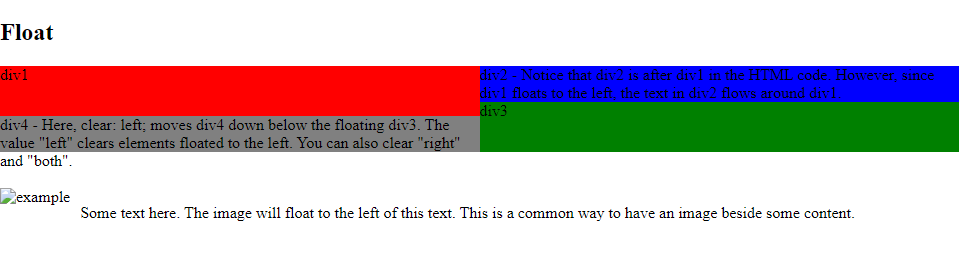 Float
div1
div2 - Notice that div2 is after div1 in the HTML code. However, since
div1 floats to the left, the text in div2 flows around div1.
div3
div4 - Here, clear: left; moves div4 down below the floating div3. The
value "left" clears elements floated to the left. You can also clear "right"
and "both".
example
Some text here. The image will float to the left of this text. This is a common way to have an image beside some content.